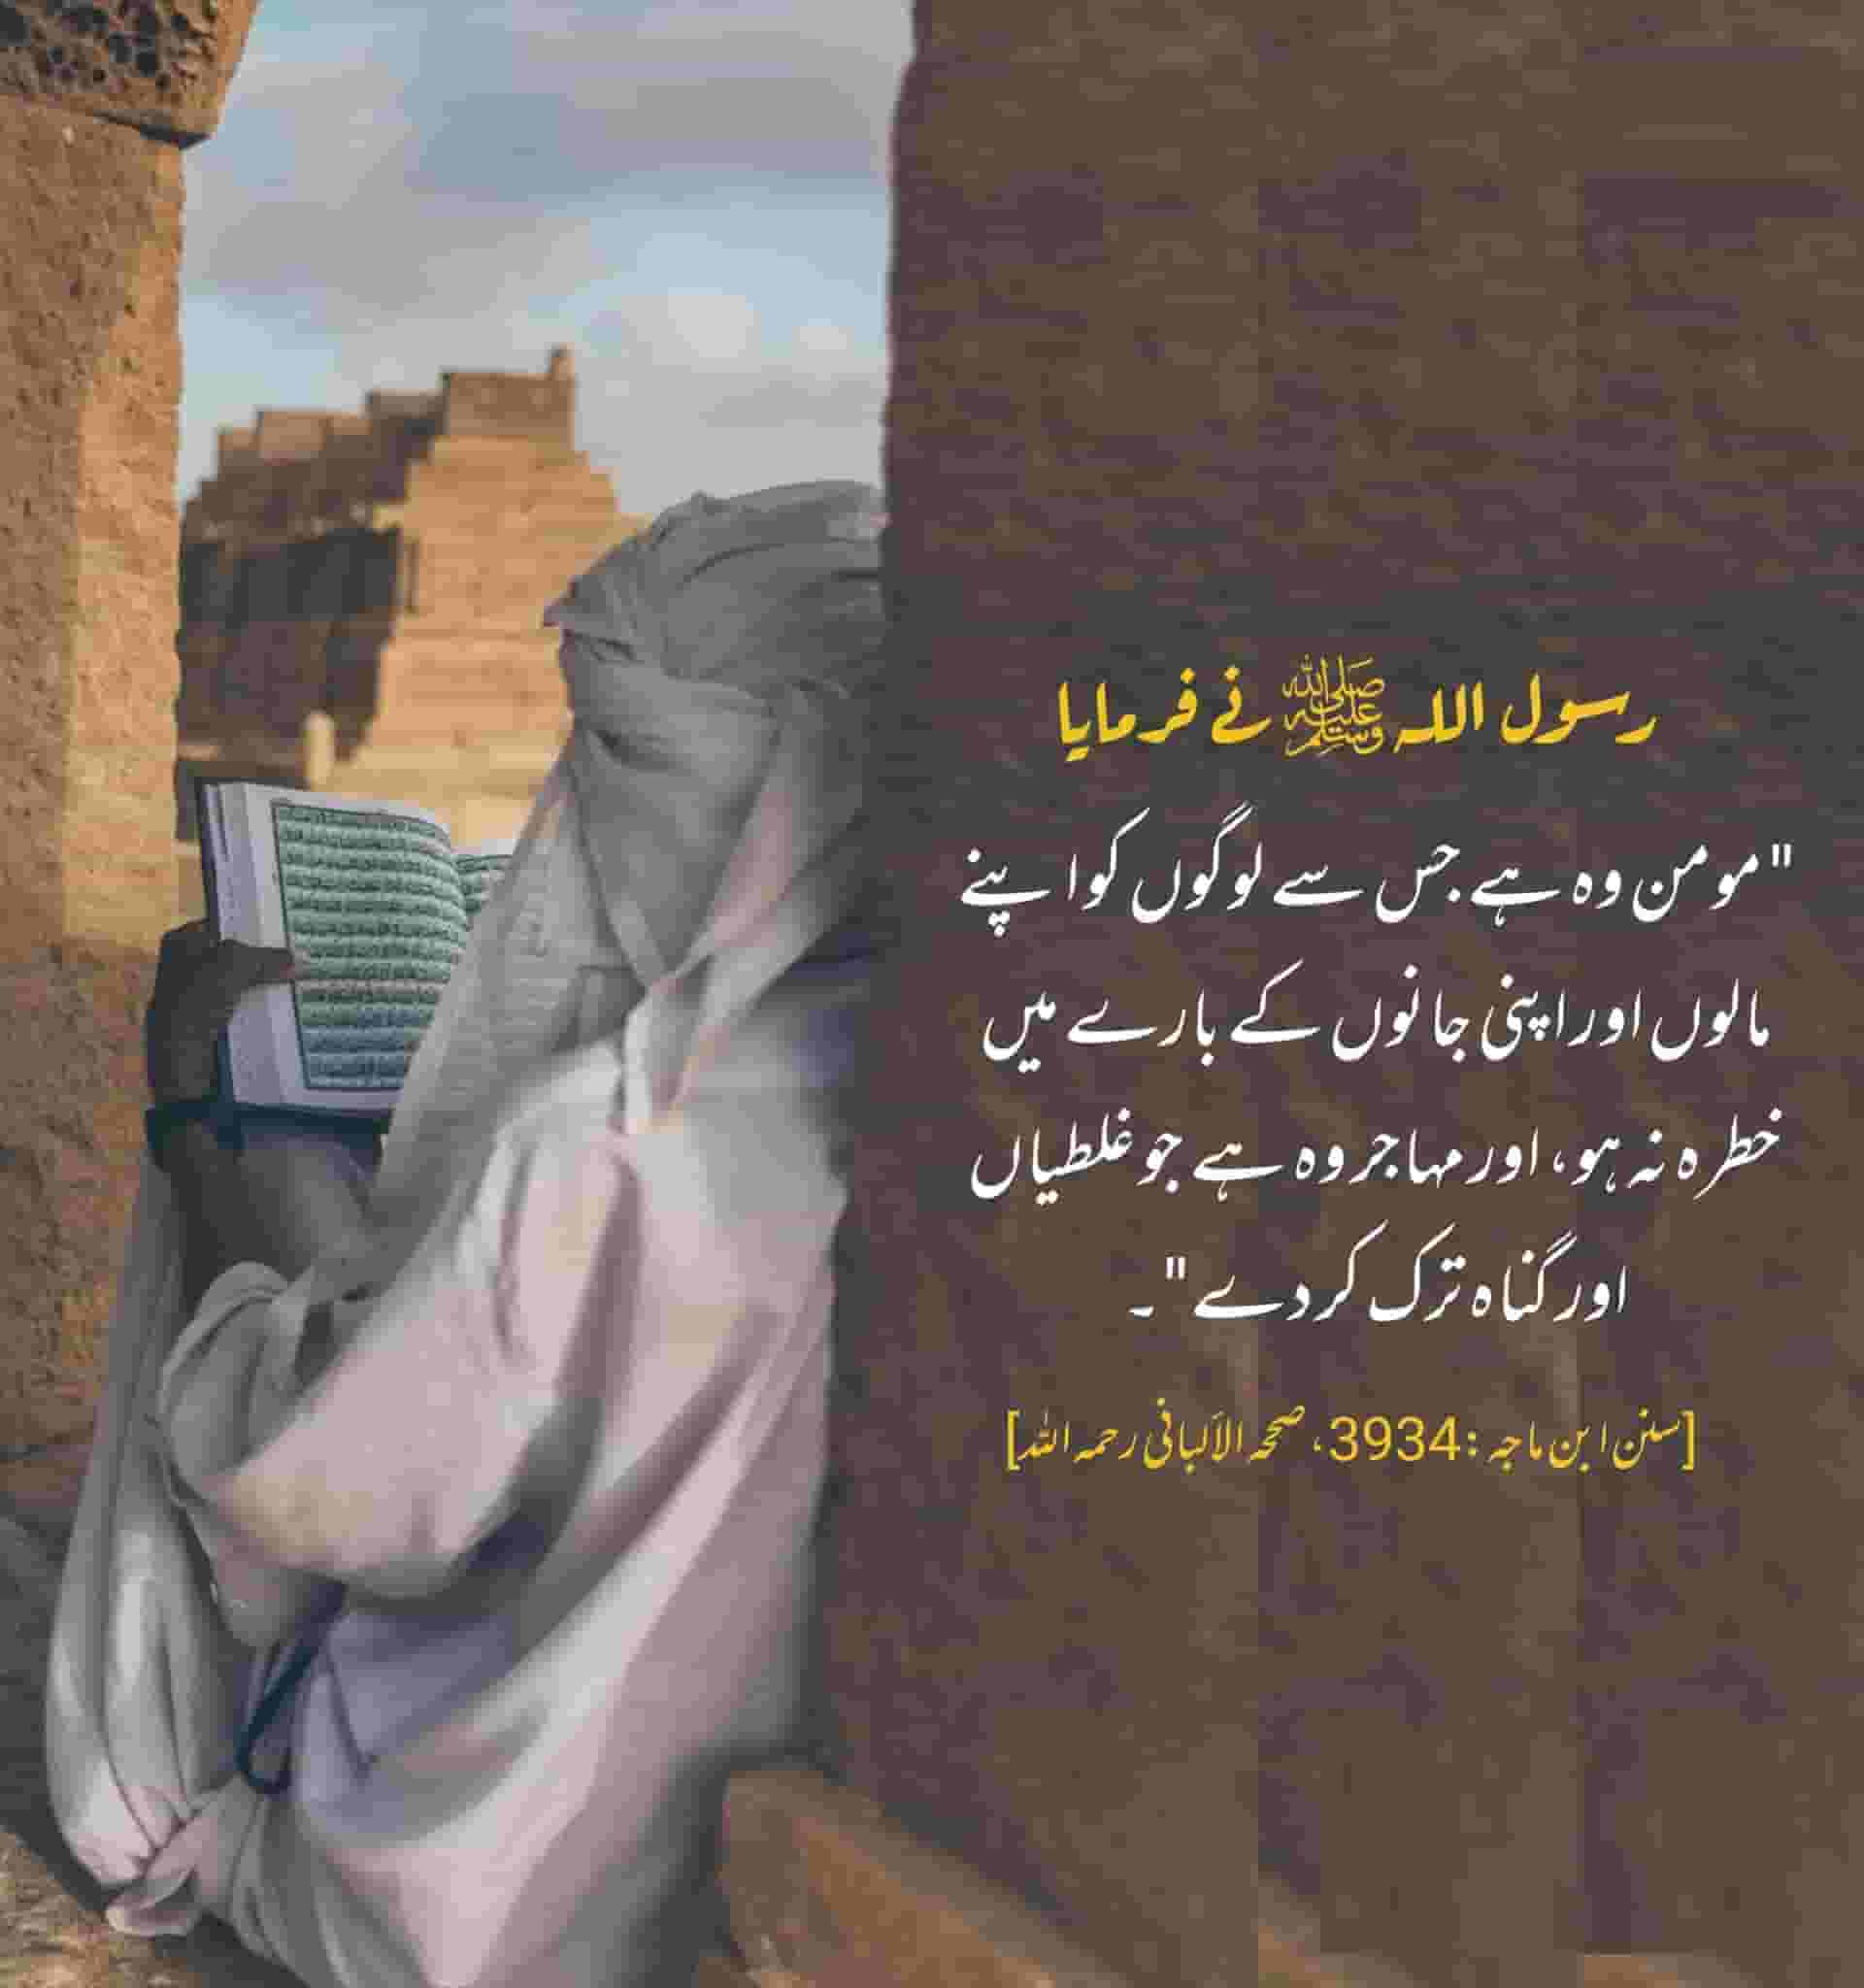 رسول اللہ ﷺ نے فرمایا
"مومن وہ ہے جس سے لوگوں کو اپنے
مالوں اور اپنی جانوں کے بارے میں
خطرہ نہ ہو، اور مہاجر وہ ہے جو غلطیاں
اور گناہ ترک کر دے"۔
[سنن ابن ماجہ: 3934، صححہ الألبانی رحمہ اللہ]